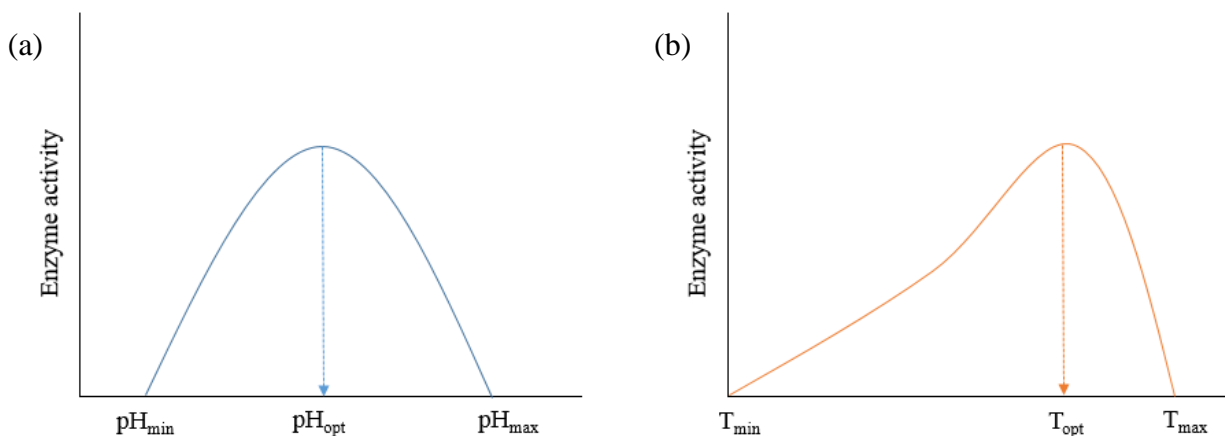 (a)
Enzyme activity
pHmin
pHopt
pHmax
(b)
Enzyme activity
Tmin
Topt
Tmax